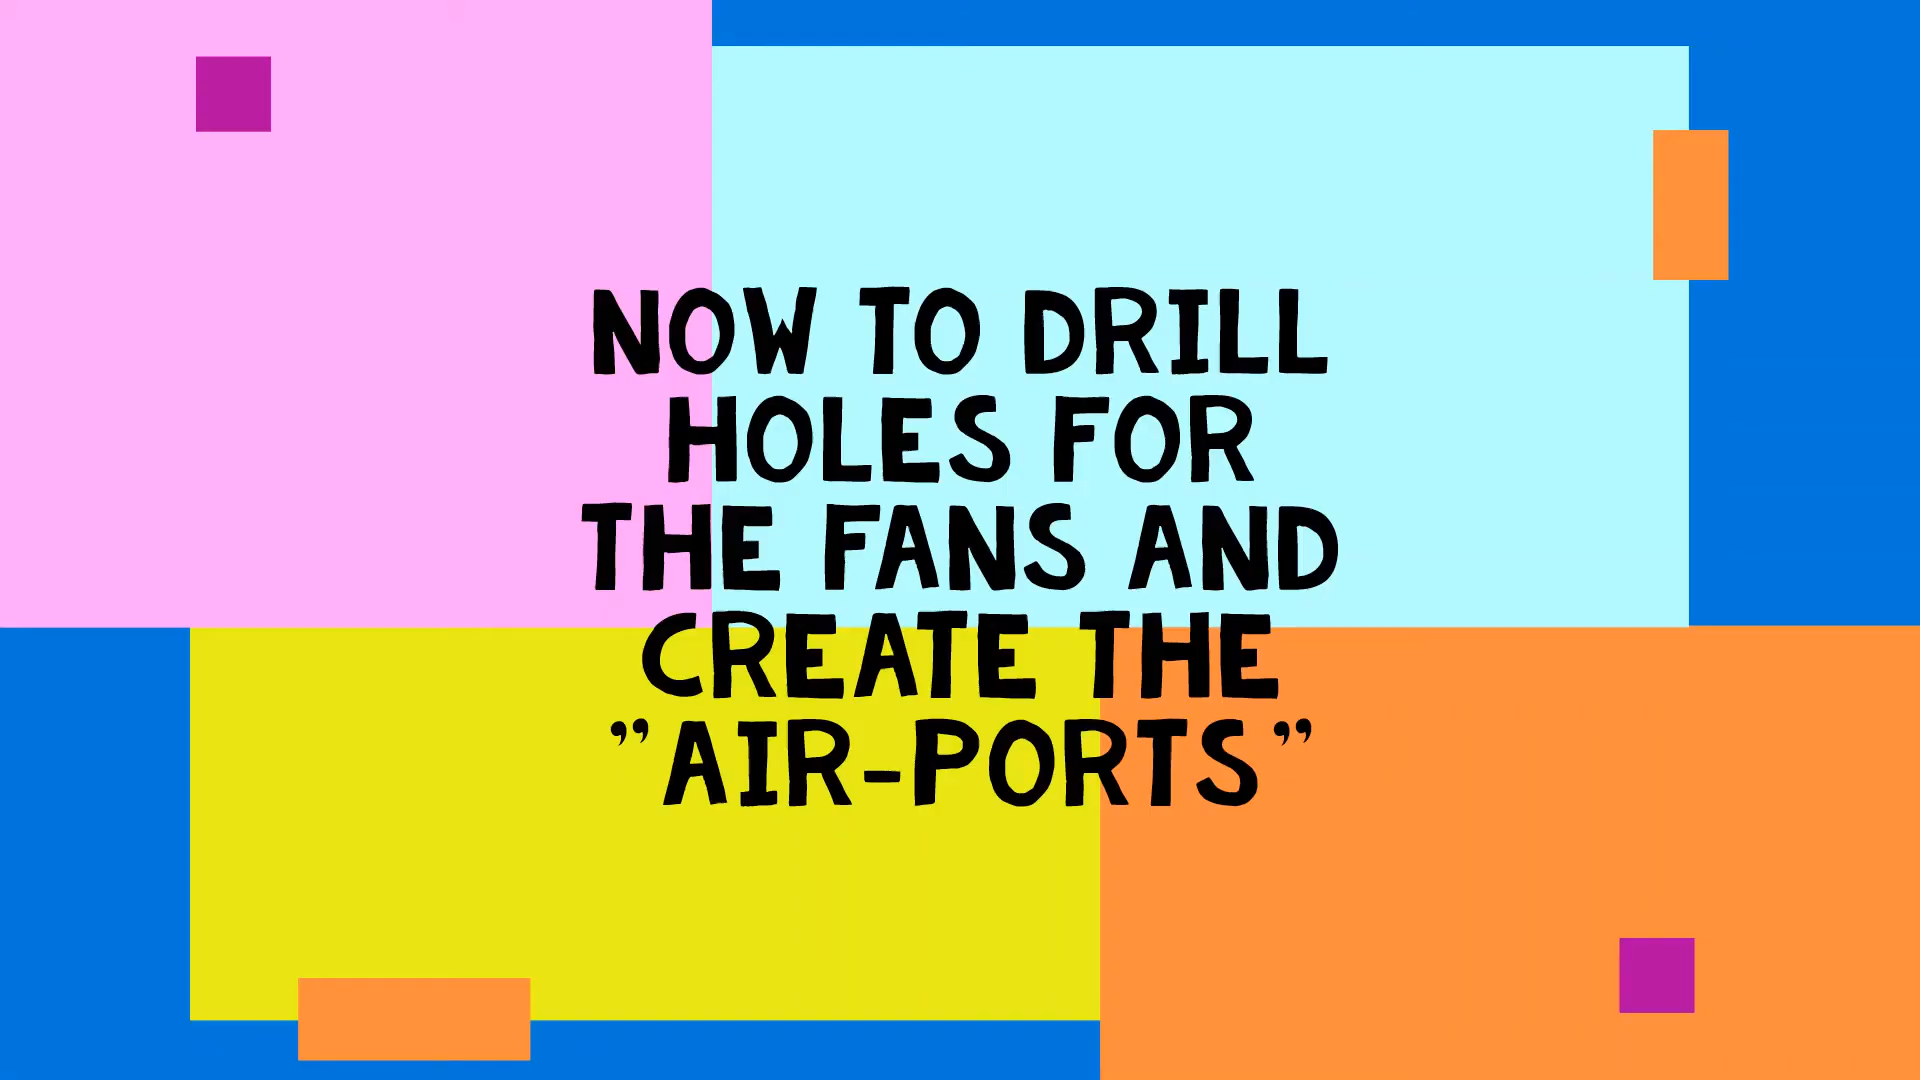 NOW TO DRILL
HOLES FOR
THE FANS AND
CREATE THE
”AIR-PORTS”